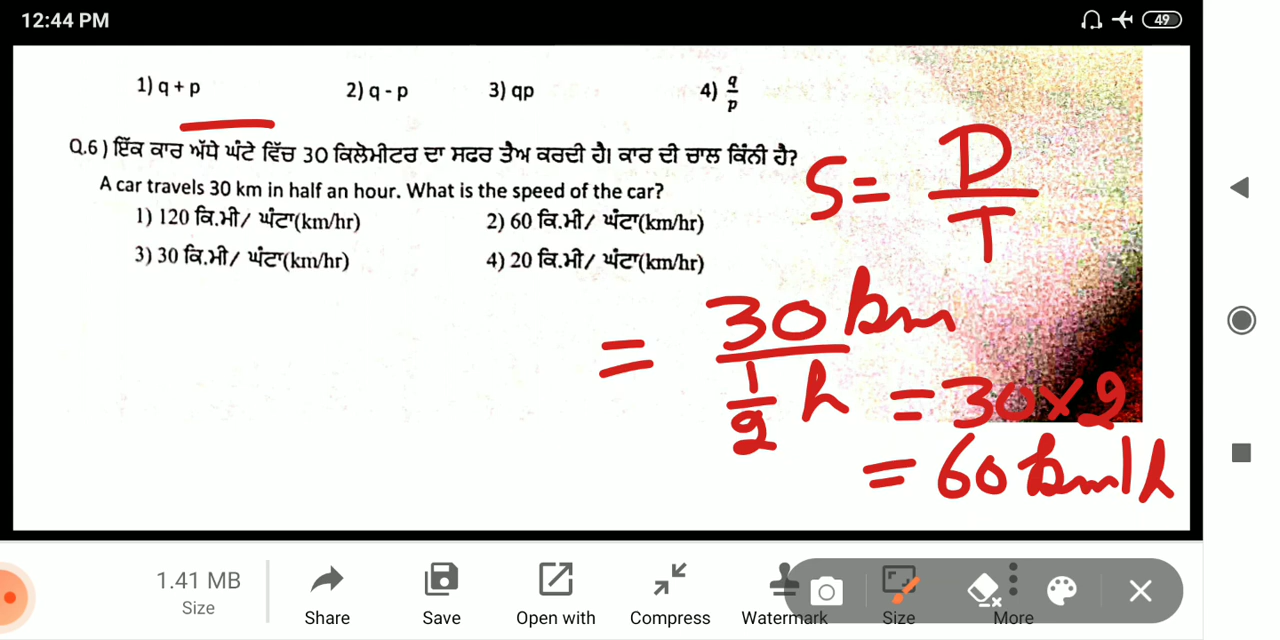 12:44 PM
49
1) q + p 2) q - p 3) qp 4) q/p
Q.6) ਇੱਕ ਕਾਰ ਅੱਧੇ ਘੰਟੇ ਵਿੱਚ 30 ਕਿਲੋਮੀਟਰ ਦਾ ਸਫਰ ਤੈਅ ਕਰਦੀ ਹੈ। ਕਾਰ ਦੀ ਚਾਲ ਕਿੰਨੀ ਹੈ?
A car travels 30 km in half an hour. What is the speed of the car?
1) 120 ਕਿ.ਮੀ/ ਘੰਟਾ(km/hr) 2) 60 ਕਿ.ਮੀ/ ਘੰਟਾ(km/hr)
3) 30 ਕਿ.ਮੀ/ ਘੰਟਾ(km/hr) 4) 20 ਕਿ.ਮੀ/ ਘੰਟਾ(km/hr)
S = D/T
= 30 km / 1/2 h = 30 x 2
= 60 km/h
1.41 MB
Size
Share Save Open with Compress Watermark Size More